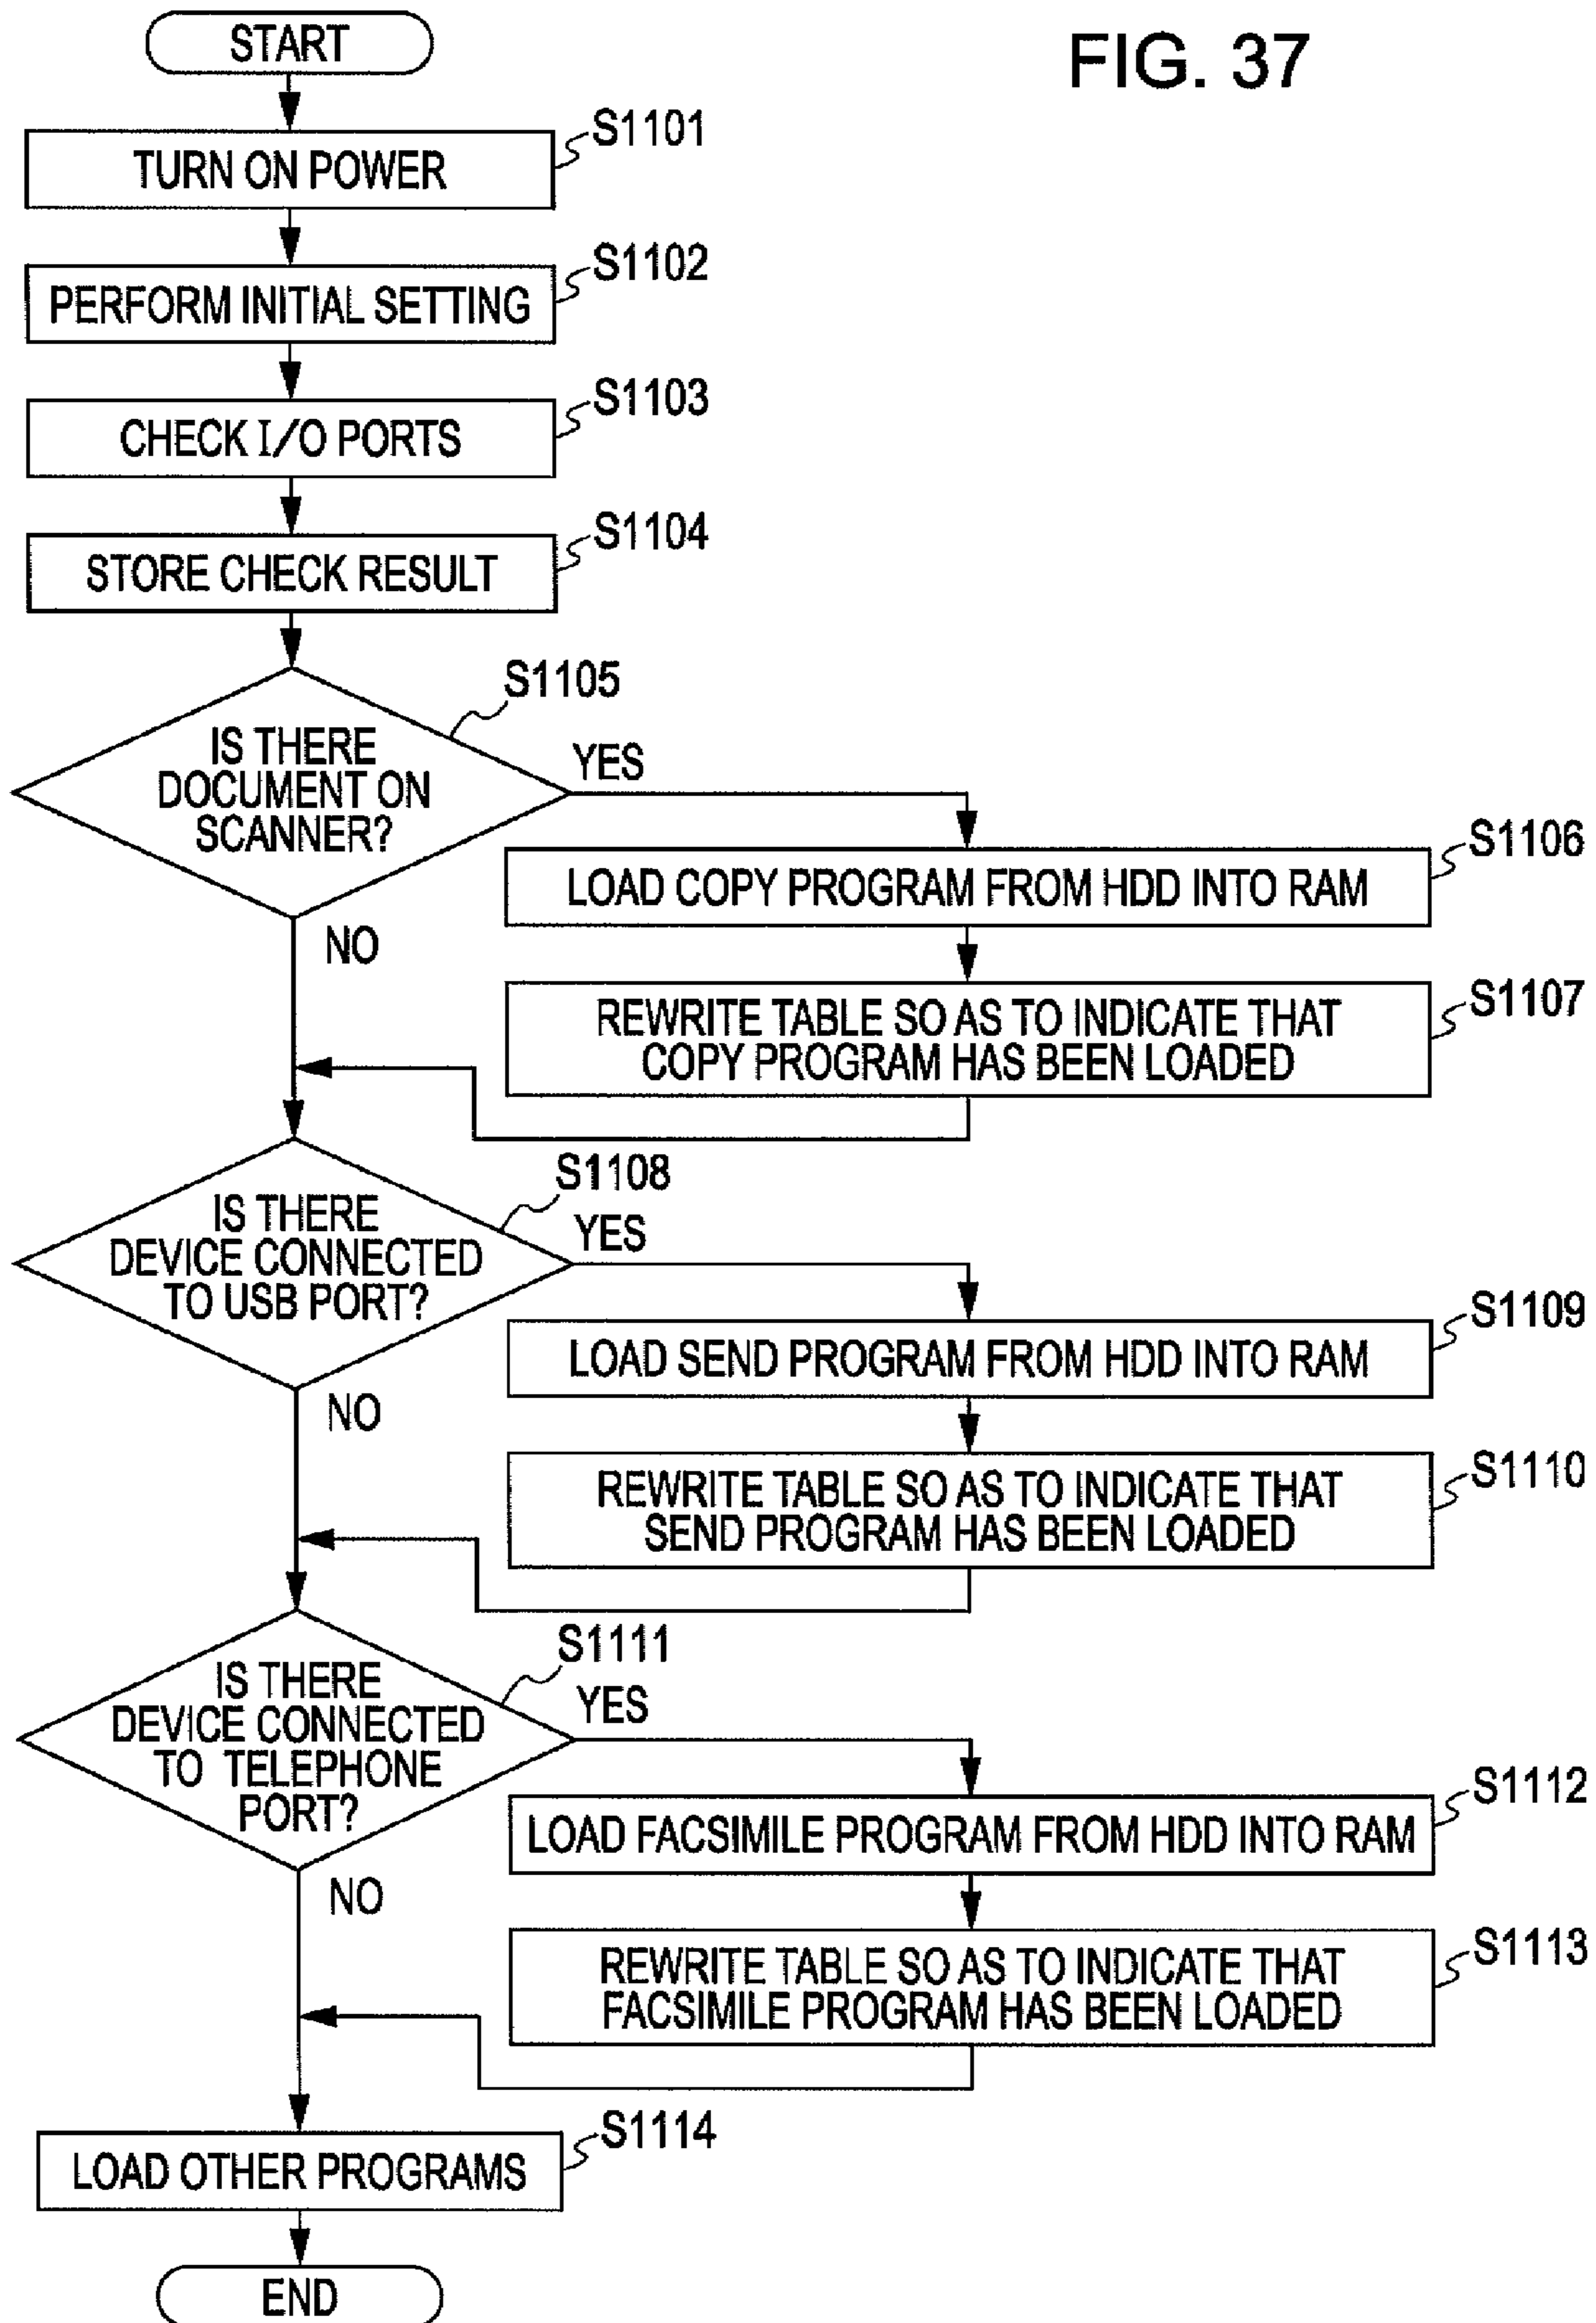 FIG. 37
START
S1101
TURN ON POWER
S1102
PERFORM INITIAL SETTING
S1103
CHECK I/O PORTS
S1104
STORE CHECK RESULT
S1105
IS THERE
DOCUMENT ON
SCANNER?
YES
NO
S1106
LOAD COPY PROGRAM FROM HDD INTO RAM
S1107
REWRITE TABLE SO AS TO INDICATE THAT
COPY PROGRAM HAS BEEN LOADED
S1108
IS THERE
DEVICE CONNECTED
TO USB PORT?
YES
NO
S1109
LOAD SEND PROGRAM FROM HDD INTO RAM
S1110
REWRITE TABLE SO AS TO INDICATE THAT
SEND PROGRAM HAS BEEN LOADED
S1111
IS THERE
DEVICE CONNECTED
TO TELEPHONE
PORT?
YES
NO
S1112
LOAD FACSIMILE PROGRAM FROM HDD INTO RAM
S1113
REWRITE TABLE SO AS TO INDICATE THAT
FACSIMILE PROGRAM HAS BEEN LOADED
S1114
LOAD OTHER PROGRAMS
END